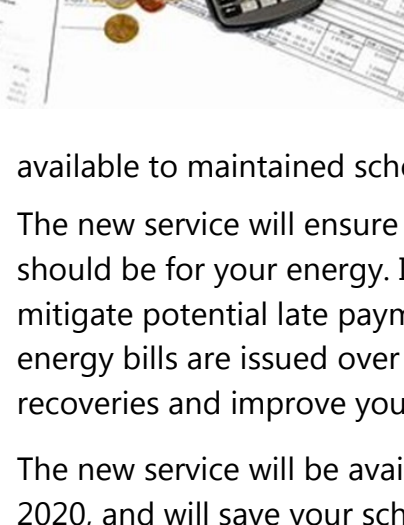 available to maintained
The new service will ensure
should be for your energy.
mitigate potential late
energy bills are issued over
recoveries and improve
The new service will be
2020, and will save your